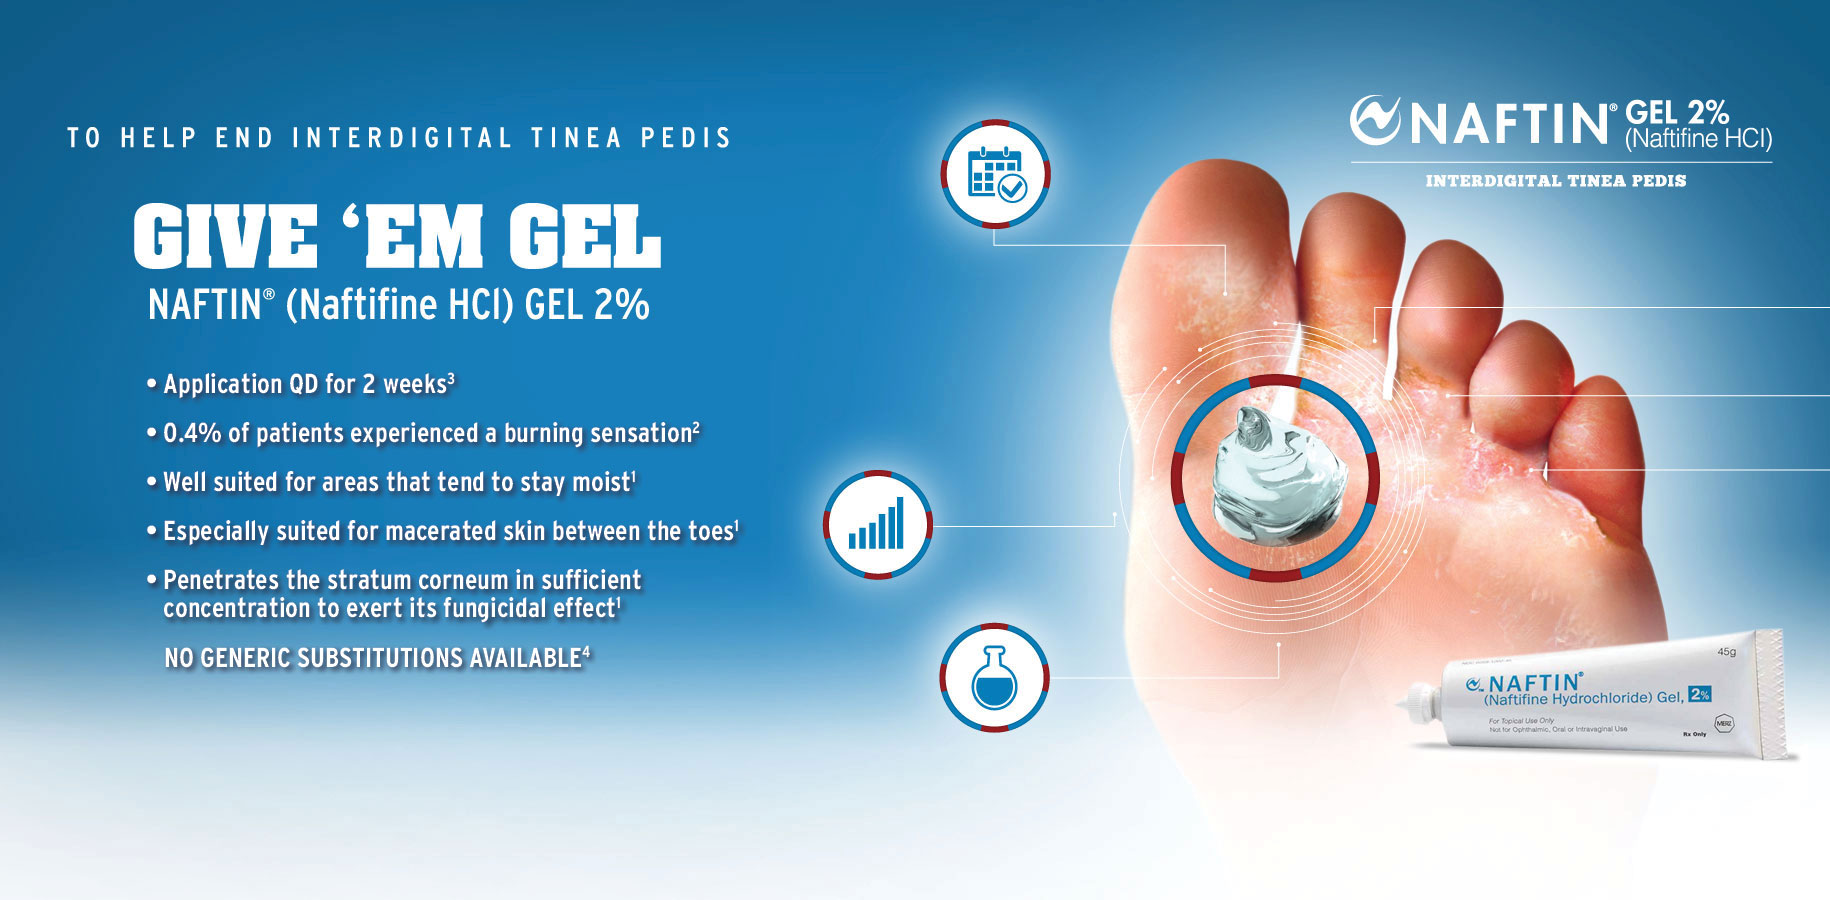 TO HELP END INTERDIGITAL TINEA PEDIS
GIVE ‘EM GEL
NAFTIN® (Naftifine HCl) GEL 2%
• Application QD for 2 weeks³
• 0.4% of patients experienced a burning sensation²
• Well suited for areas that tend to stay moist¹
• Especially suited for macerated skin between the toes¹
• Penetrates the stratum corneum in sufficient
concentration to exert its fungicidal effect¹
NO GENERIC SUBSTITUTIONS AVAILABLE⁴
NAFTIN® GEL 2%
(Naftifine HCl)
INTERDIGITAL TINEA PEDIS
45g
NAFTIN®
(Naftifine Hydrochloride) Gel, 2%
For Topical Use Only
Not for Ophthalmic, Oral or Intravaginal Use
Rx Only
MERZ